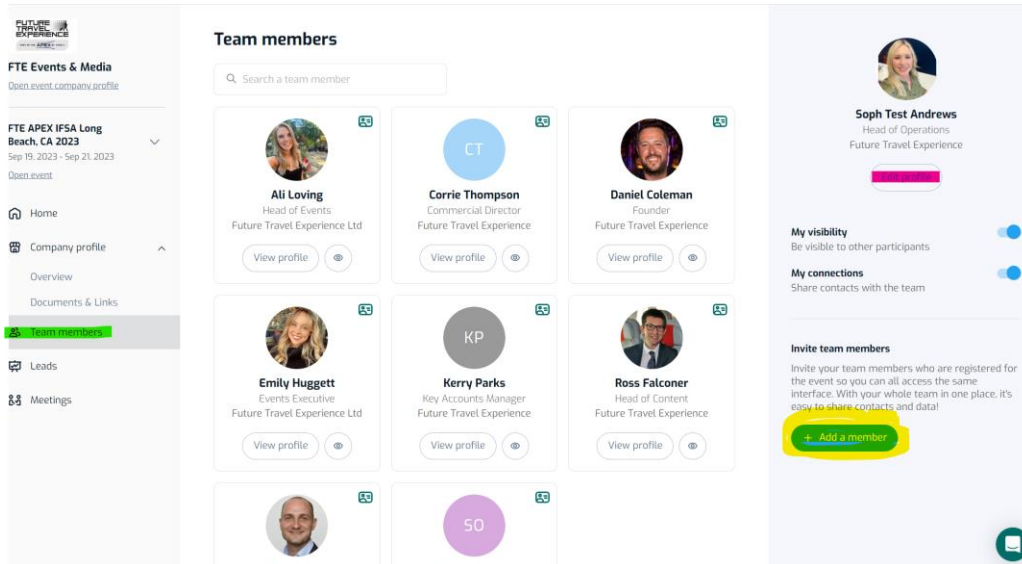 FUTURE
TRAVEL
EXPERIENCE
FTE Events & Media
Open event company profile
FTE APEX IFSA Long
Beach, CA 2023
Sep 19, 2023 - Sep 21, 2023
Open event
Home
Company profile
Overview
Documents & Links
Team members
Leads
Meetings
Team members
Search a team member
Ali Loving
Head of Events
Future Travel Experience Ltd
View profile
CT
Corrie Thompson
Commercial Director
Future Travel Experience
View profile
Daniel Coleman
Founder
Future Travel Experience
View profile
Emily Huggett
Events Executive
Future Travel Experience Ltd
View profile
KP
Kerry Parks
Key Accounts Manager
Future Travel Experience
View profile
Ross Falconer
Head of Content
Future Travel Experience
View profile
SO
Soph Test Andrews
Head of Operations
Future Travel Experience
Edit profile
My visibility
Be visible to other participants
My connections
Share contacts with the team
Invite team members
Invite your team members who are registered for
the event so you can all access the same
interface. With your whole team in one place, it's
easy to share contacts and data!
+ Add a member